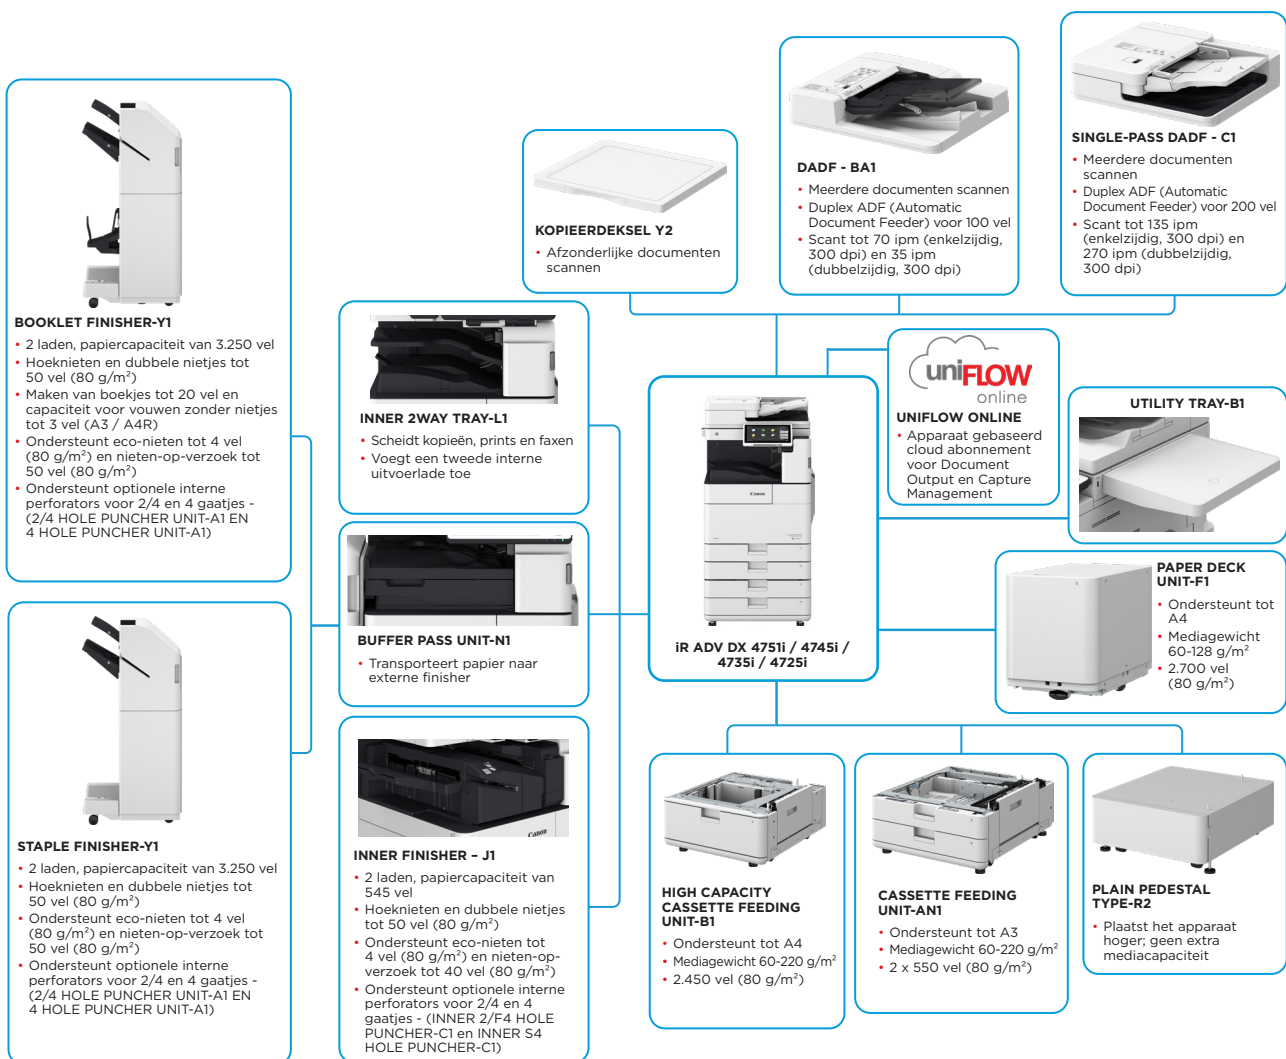 BOOKLET FINISHER-Y1
• 2 laden, papiercapaciteit van 3.250 vel
• Hoeknieten en dubbele nietjes tot
50 vel (80 g/m²)
• Maken van boekjes tot 20 vel en
capaciteit voor vouwen zonder nietjes
tot 3 vel (A3 / A4R)
• Ondersteunt eco-nieten tot 4 vel
(80 g/m²) en nieten-op-verzoek tot
50 vel (80 g/m²)
• Ondersteunt optionele interne
perforators voor 2/4 en 4 gaatjes -
(2/4 HOLE PUNCHER UNIT-A1 EN
4 HOLE PUNCHER UNIT-A1)
STAPLE FINISHER-Y1
• 2 laden, papiercapaciteit van 3.250 vel
• Hoeknieten en dubbele nietjes tot
50 vel (80 g/m²)
• Ondersteunt eco-nieten tot 4 vel
(80 g/m²) en nieten-op-verzoek tot
50 vel (80 g/m²)
• Ondersteunt optionele interne
perforators voor 2/4 en 4 gaatjes -
(2/4 HOLE PUNCHER UNIT-A1 EN
4 HOLE PUNCHER UNIT-A1)
INNER 2WAY TRAY-L1
• Scheidt kopieën, prints en faxen
• Voegt een tweede interne
uitvoerlade toe
BUFFER PASS UNIT-N1
• Transporteert papier naar
externe finisher
Canon
INNER FINISHER – J1
• 2 laden, papiercapaciteit van
545 vel
• Hoeknieten en dubbele nietjes
tot 50 vel (80 g/m²)
• Ondersteunt eco-nieten tot
4 vel (80 g/m²) en nieten-op-
verzoek tot 40 vel (80 g/m²)
• Ondersteunt optionele interne
perforators voor 2/4 en 4
gaatjes - (INNER 2/F4 HOLE
PUNCHER-C1 en INNER S4
HOLE PUNCHER-C1)
KOPIEERDEKSEL Y2
• Afzonderlijke documenten
scannen
DADF - BA1
• Meerdere documenten scannen
• Duplex ADF (Automatic
Document Feeder) voor 100 vel
• Scant tot 70 ipm (enkelzijdig,
300 dpi) en 35 ipm
(dubbelzijdig, 300 dpi)
SINGLE-PASS DADF - C1
• Meerdere documenten
scannen
• Duplex ADF (Automatic
Document Feeder) voor 200 vel
• Scant tot 135 ipm
(enkelzijdig, 300 dpi) en
270 ipm (dubbelzijdig,
300 dpi)
Canon
iR ADV DX 4751i / 4745i /
4735i / 4725i
uniFLOW
online
UNIFLOW ONLINE
• Apparaat gebaseerd
cloud abonnement
voor Document
Output en Capture
Management
UTILITY TRAY-B1
PAPER DECK
UNIT-F1
• Ondersteunt tot
A4
• Mediagewicht
60-128 g/m²
• 2.700 vel
(80 g/m²)
HIGH CAPACITY
CASSETTE FEEDING
UNIT-B1
• Ondersteunt tot A4
• Mediagewicht 60-220 g/m²
• 2.450 vel (80 g/m²)
CASSETTE FEEDING
UNIT-AN1
• Ondersteunt tot A3
• Mediagewicht 60-220 g/m²
• 2 x 550 vel (80 g/m²)
PLAIN PEDESTAL
TYPE-R2
• Plaatst het apparaat
hoger; geen extra
mediacapaciteit